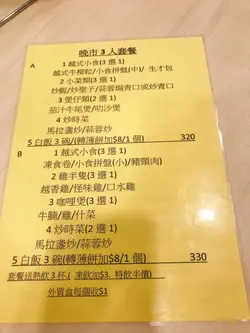 晚市 3 人套餐
A 1 越式小食(3 選 1)
越式牛柳粒/小食拼盤(中)/ 生才包
2 小菜類(3 選 1)
炒蜆/炒聖子/蒜蓉焗青口或炒青口
3 煲仔類(2 選 1)
茄汁牛尾煲/叻沙煲
4 炒時菜
馬拉盞炒/蒜蓉炒
5 白飯 3 碗(轉薄餅加$8/1 個) 320
B 1 越式小食(3 選 1)
凍食卷/小食拼盤(小)/豬頸肉)
2 雞半隻(3 選 1)
越香雞/怪味雞/口水雞
3 咖喱煲(3 選 1)
牛腩/雞/什菜
4 炒時菜(2 選 1)
馬拉盞炒/蒜蓉炒
5 白飯 3 碗(轉薄餅加$8/1 個) 330
套餐送熱飲 3 杯.( 凍飲加$3. 特飲半價)
外買盒每個收$1